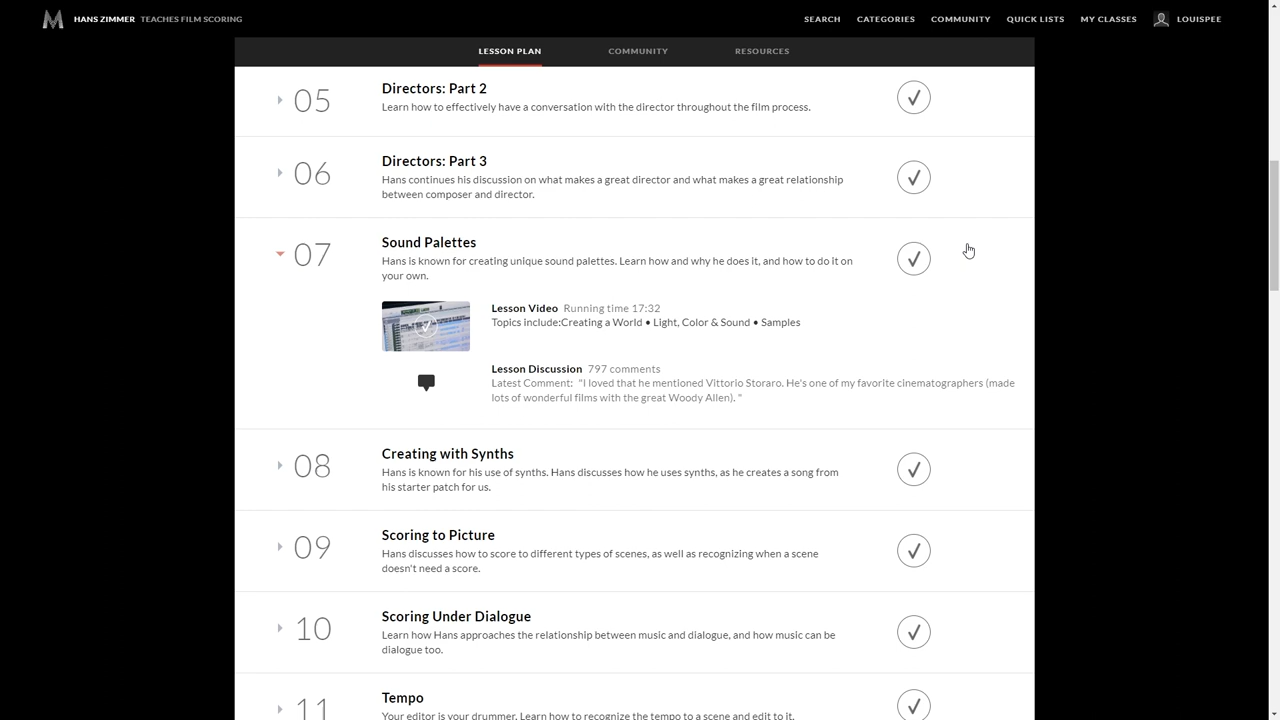 HANS ZIMMER TEACHES FILM SCORING
SEARCH CATEGORIES COMMUNITY QUICK LISTS MY CLASSES LOUISPEE
LESSON PLAN COMMUNITY RESOURCES
05
Directors: Part 2
Learn how to effectively have a conversation with the director throughout the film process.
06
Directors: Part 3
Hans continues his discussion on what makes a great director and what makes a great relationship
between composer and director.
07
Sound Palettes
Hans is known for creating unique sound palettes. Learn how and why he does it, and how to do it on
your own.
Lesson Video Running time 17:32
Topics include:Creating a World • Light, Color & Sound • Samples
Lesson Discussion 797 comments
Latest Comment: "I loved that he mentioned Vittorio Storaro. He's one of my favorite cinematographers (made
lots of wonderful films with the great Woody Allen). "
08
Creating with Synths
Hans is known for his use of synths. Hans discusses how he uses synths, as he creates a song from
his starter patch for us.
09
Scoring to Picture
Hans discusses how to score to different types of scenes, as well as recognizing when a scene
doesn't need a score.
10
Scoring Under Dialogue
Learn how Hans approaches the relationship between music and dialogue, and how music can be
dialogue too.
11
Tempo
Your editor is your drummer. Learn how to recognize the tempo to a scene and edit to it.